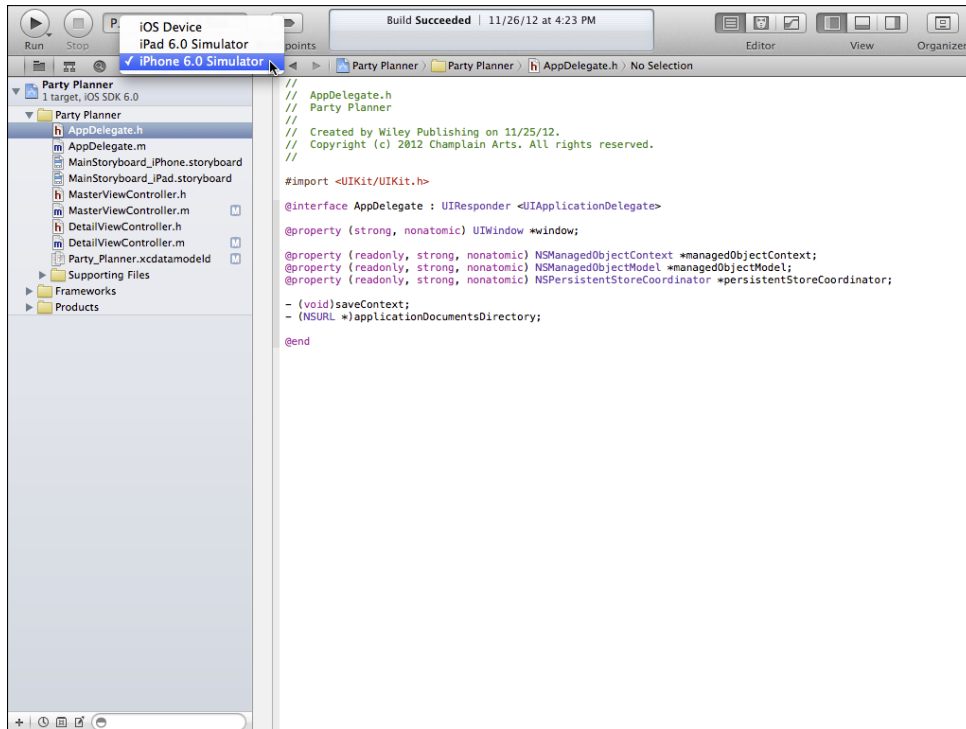 iOS Device
iPad 6.0 Simulator
✓ iPhone 6.0 Simulator
P
Build Succeeded | 11/26/12 at 4:23 PM
Run
Stop
points
Editor
View
Organizer
Party Planner
1 target, iOS SDK 6.0
Party Planner
h AppDelegate.h
m AppDelegate.m
MainStoryboard_iPhone.storyboard
MainStoryboard_iPad.storyboard
h MasterViewController.h
m MasterViewController.m M
h DetailViewController.h
m DetailViewController.m M
Party_Planner.xcdatamodeld M
Supporting Files
Frameworks
Products
Party Planner 〉 Party Planner 〉 h AppDelegate.h 〉 No Selection
//
//  AppDelegate.h
//  Party Planner
//
//  Created by Wiley Publishing on 11/25/12.
//  Copyright (c) 2012 Champlain Arts. All rights reserved.
//
#import <UIKit/UIKit.h>
@interface AppDelegate : UIResponder <UIApplicationDelegate>
@property (strong, nonatomic) UIWindow *window;
@property (readonly, strong, nonatomic) NSManagedObjectContext *managedObjectContext;
@property (readonly, strong, nonatomic) NSManagedObjectModel *managedObjectModel;
@property (readonly, strong, nonatomic) NSPersistentStoreCoordinator *persistentStoreCoordinator;
- (void)saveContext;
- (NSURL *)applicationDocumentsDirectory;
@end